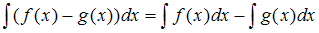 ∫(f(x) − g(x))dx = ∫ f(x)dx − ∫ g(x)dx